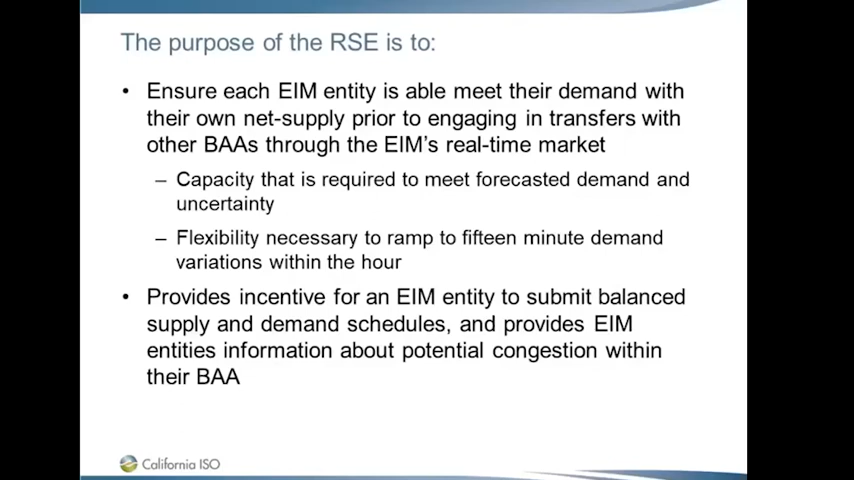 The purpose of the RSE is to:
• Ensure each EIM entity is able meet their demand with
their own net-supply prior to engaging in transfers with
other BAAs through the EIM's real-time market
– Capacity that is required to meet forecasted demand and
uncertainty
– Flexibility necessary to ramp to fifteen minute demand
variations within the hour
• Provides incentive for an EIM entity to submit balanced
supply and demand schedules, and provides EIM
entities information about potential congestion within
their BAA
California ISO